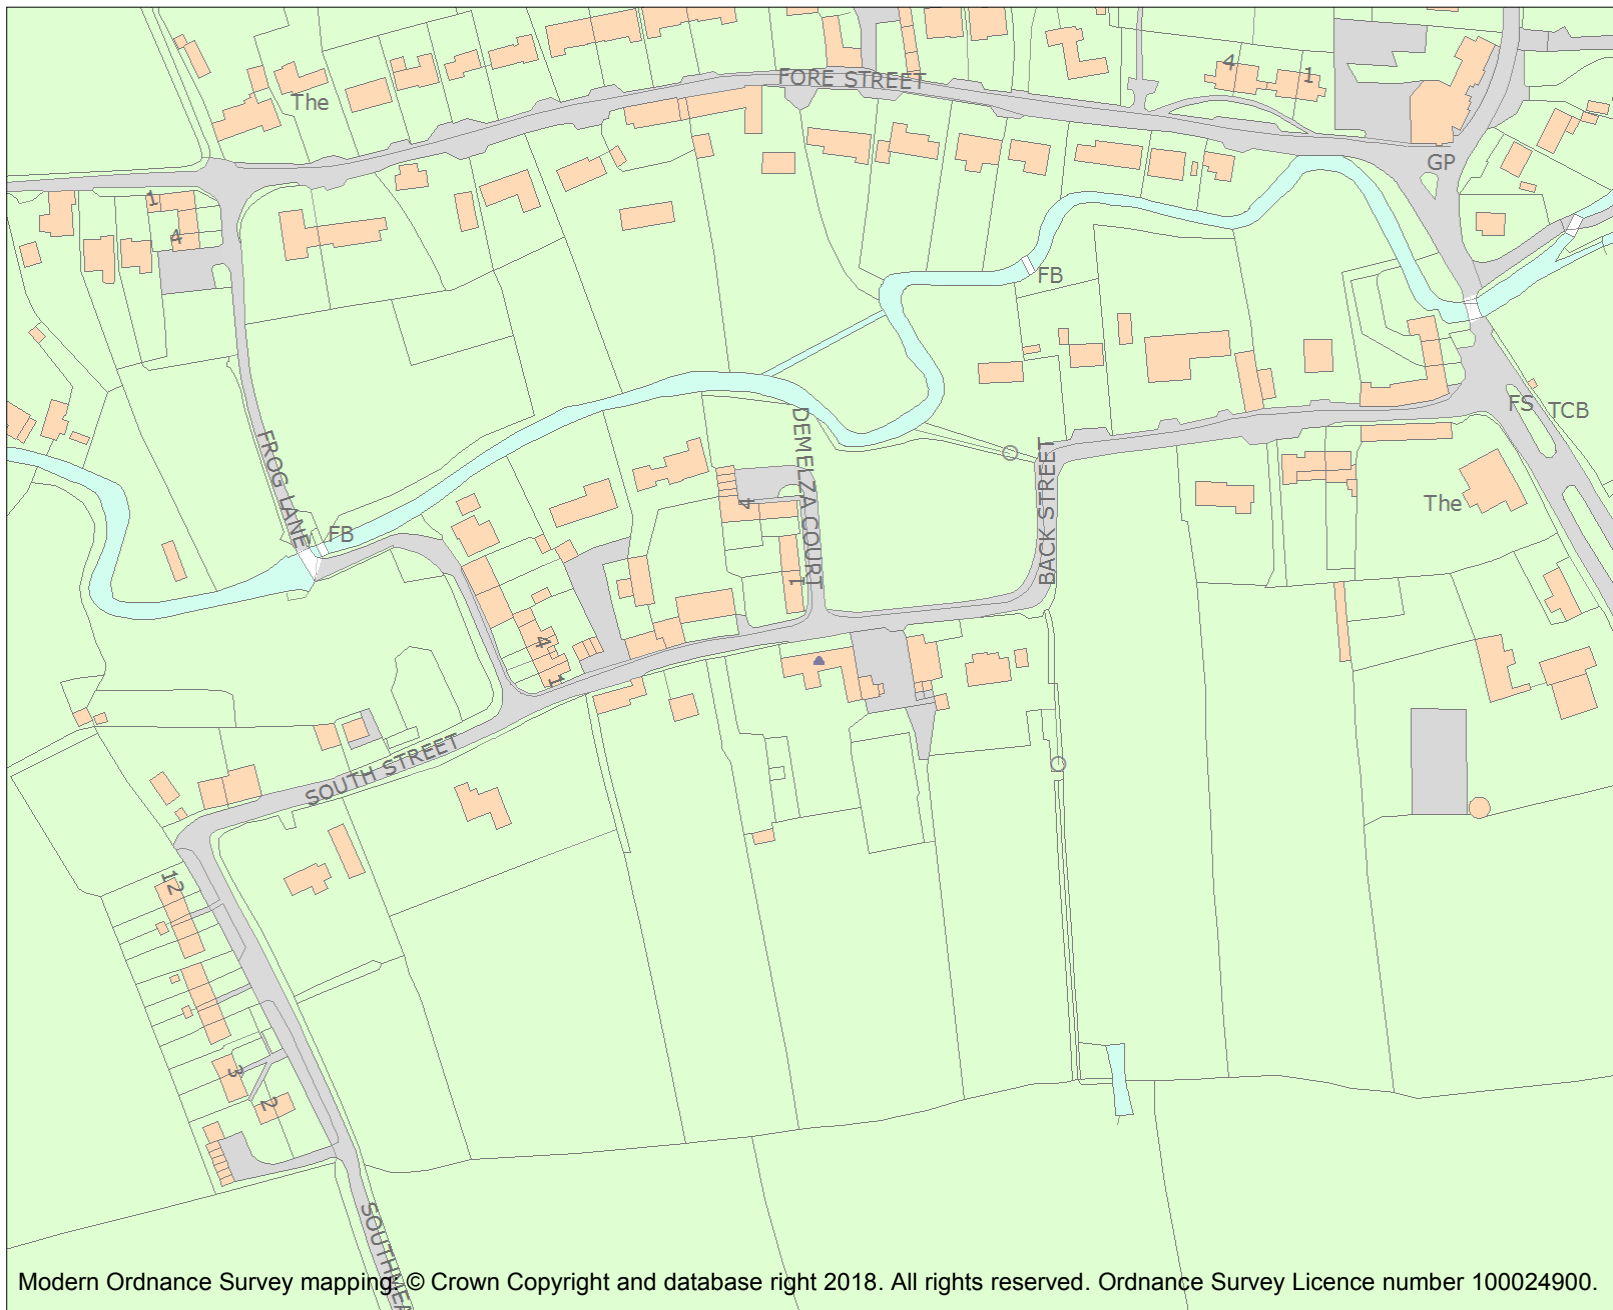 FORE STREET
4
1
The
GP
1
4
FB
FS
TCB
DEMELZA COURT
FROG LANE
BACK STREET
4
The
FB
1
4
1
SOUTH STREET
12
3
2
SOUTHMEA
Modern Ordnance Survey mapping: © Crown Copyright and database right 2018. All rights reserved. Ordnance Survey Licence number 100024900.